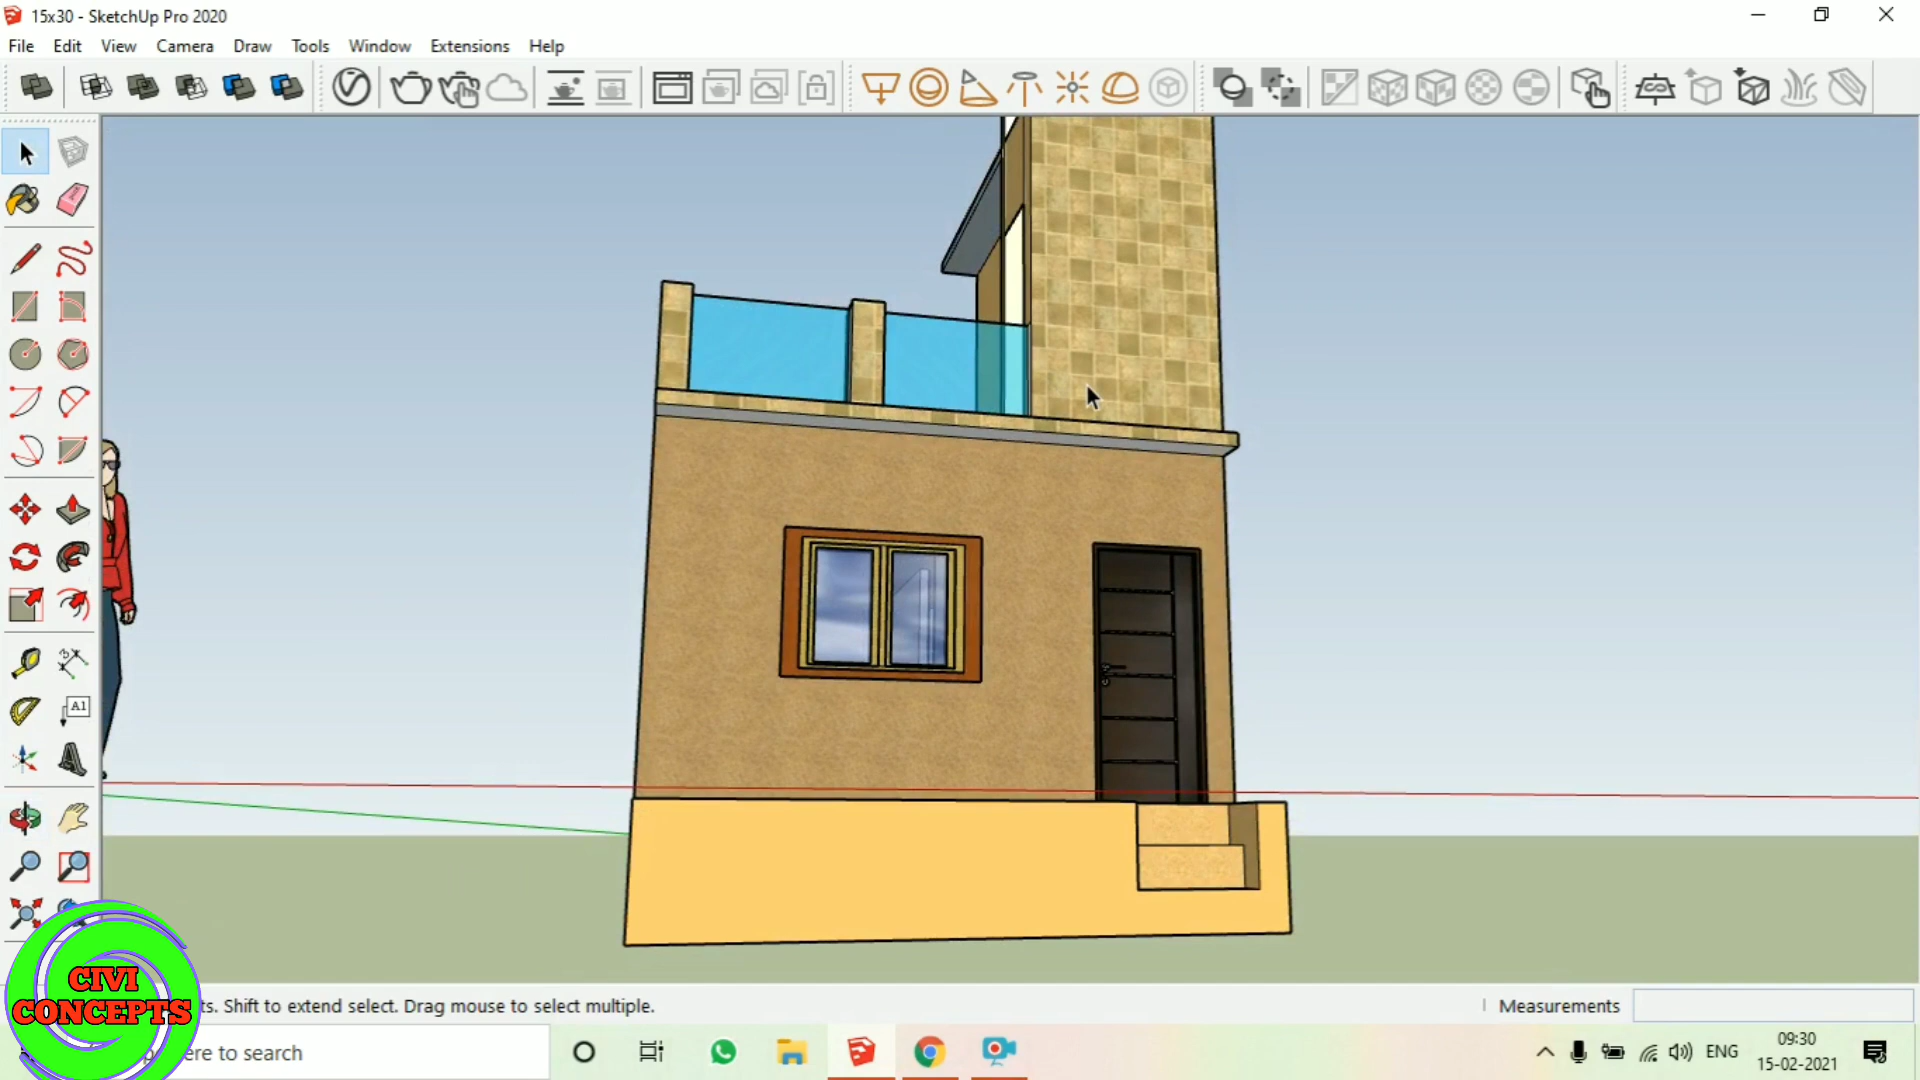 15x30 - SketchUp Pro 2020
File Edit View Camera Draw Tools Window Extensions Help
A1
CIVI
CONCEPTS
ts. Shift to extend select. Drag mouse to select multiple.
Measurements
ere to search
ENG
09:30
15-02-2021